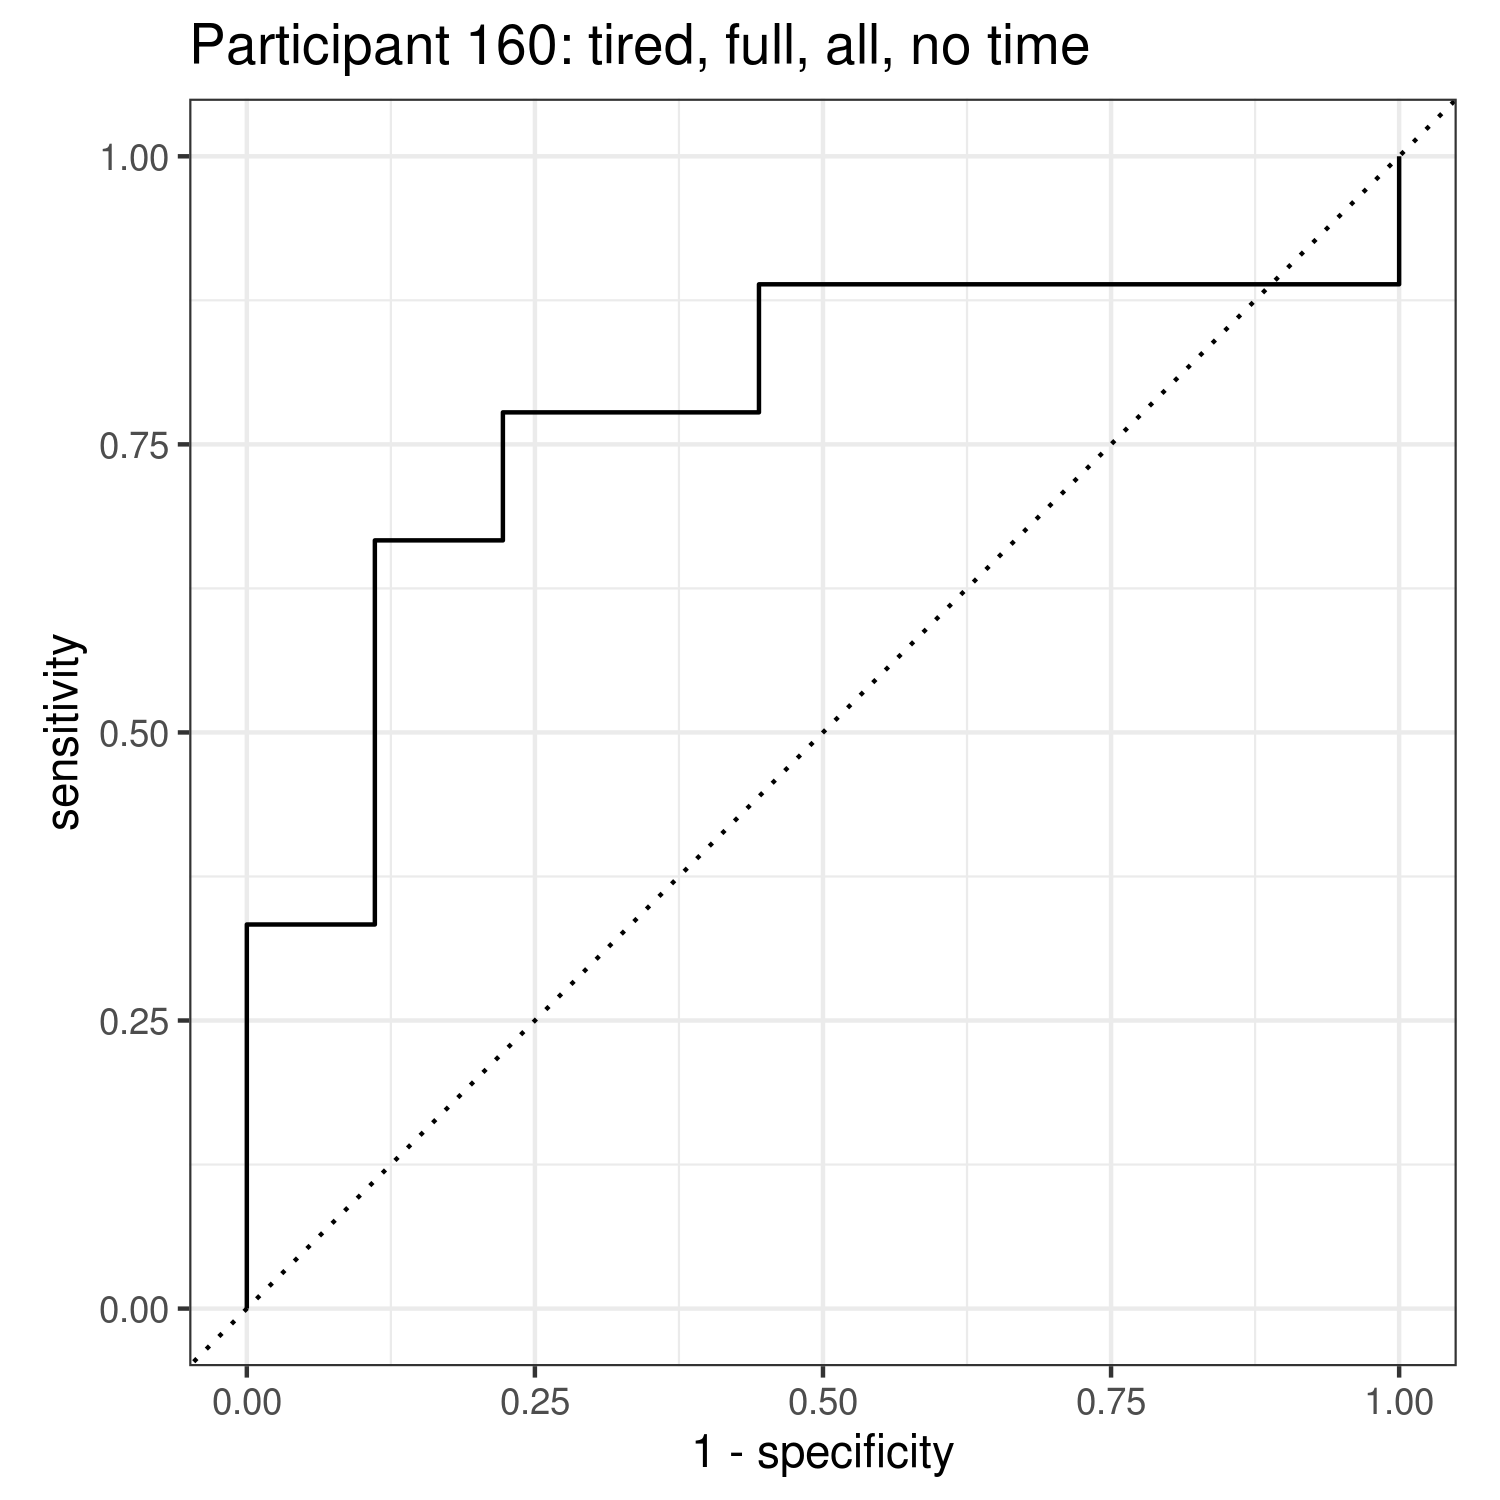 Participant 160: tired, full, all, no time
1.00
0.75
0.50
0.25
0.00
sensitivity
0.00 0.25 0.50 0.75 1.00
1 - specificity